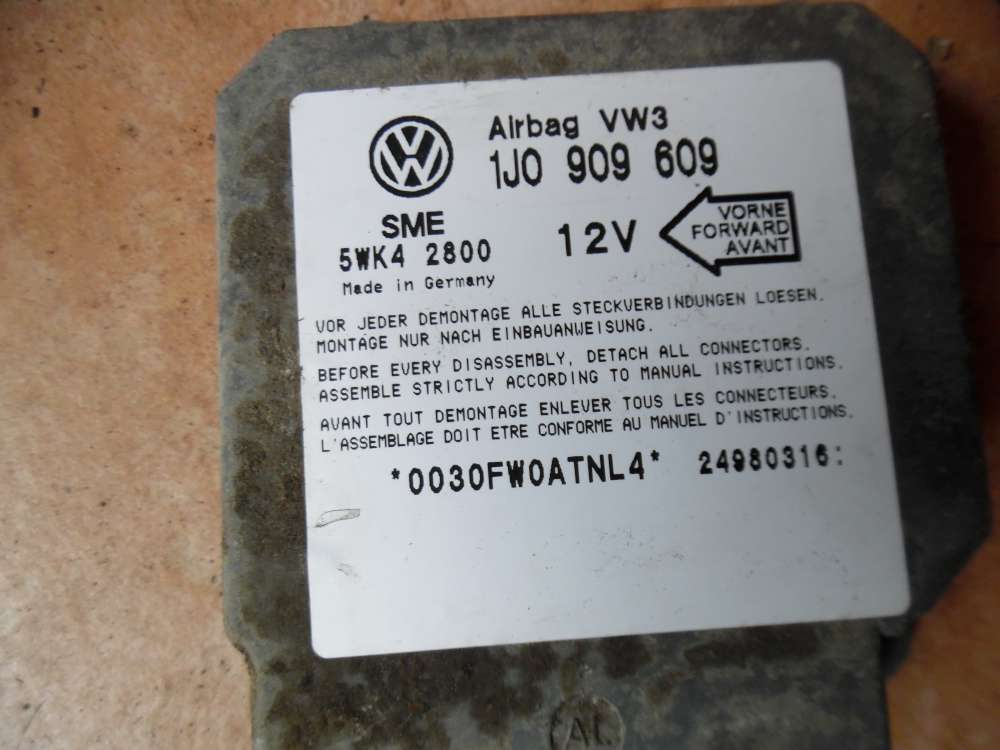 Airbag VW3
1J0 909 609
SME
5WK4 2800
Made in Germany
12V
VORNE
FORWARD
AVANT
VOR JEDER DEMONTAGE ALLE STECKVERBINDUNGEN LOESEN.
MONTAGE NUR NACH EINBAUANWEISUNG.
BEFORE EVERY DISASSEMBLY, DETACH ALL CONNECTORS.
ASSEMBLE STRICTLY ACCORDING TO MANUAL INSTRUCTIONS.
AVANT TOUT DEMONTAGE ENLEVER TOUS LES CONNECTEURS.
L'ASSEMBLAGE DOIT ETRE CONFORME AU MANUEL D'INSTRUCTIONS.
*0030FW0ATNL4* 24980316: